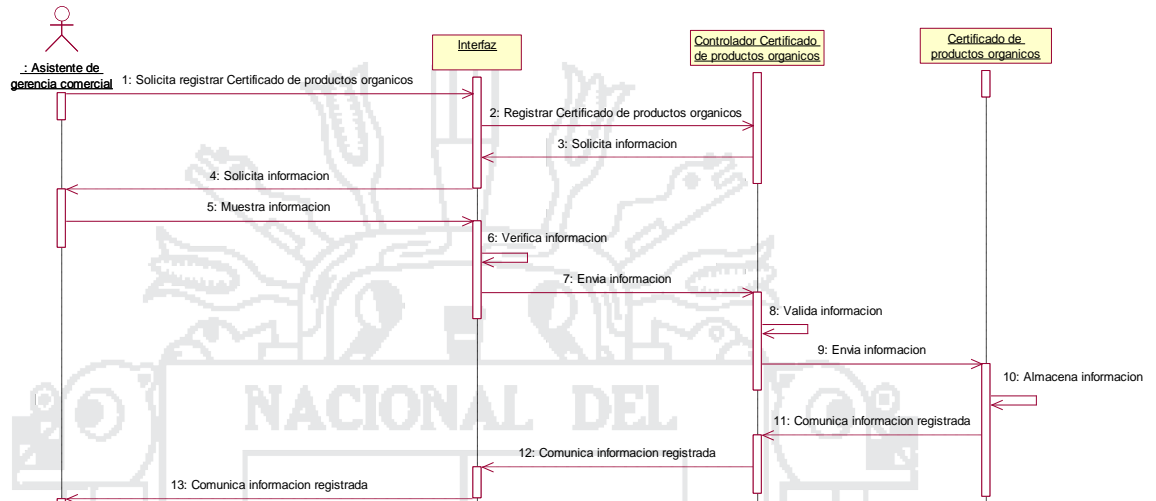 : Asistente de
gerencia comercial
Interfaz
Controlador Certificado
de productos organicos
Certificado de
productos organicos
1: Solicita registrar Certificado de productos organicos
2: Registrar Certificado de productos organicos
3: Solicita informacion
4: Solicita informacion
5: Muestra informacion
6: Verifica informacion
7: Envia informacion
8: Valida informacion
9: Envia informacion
10: Almacena informacion
11: Comunica informacion registrada
12: Comunica informacion registrada
13: Comunica informacion registrada
NACIONAL DEL